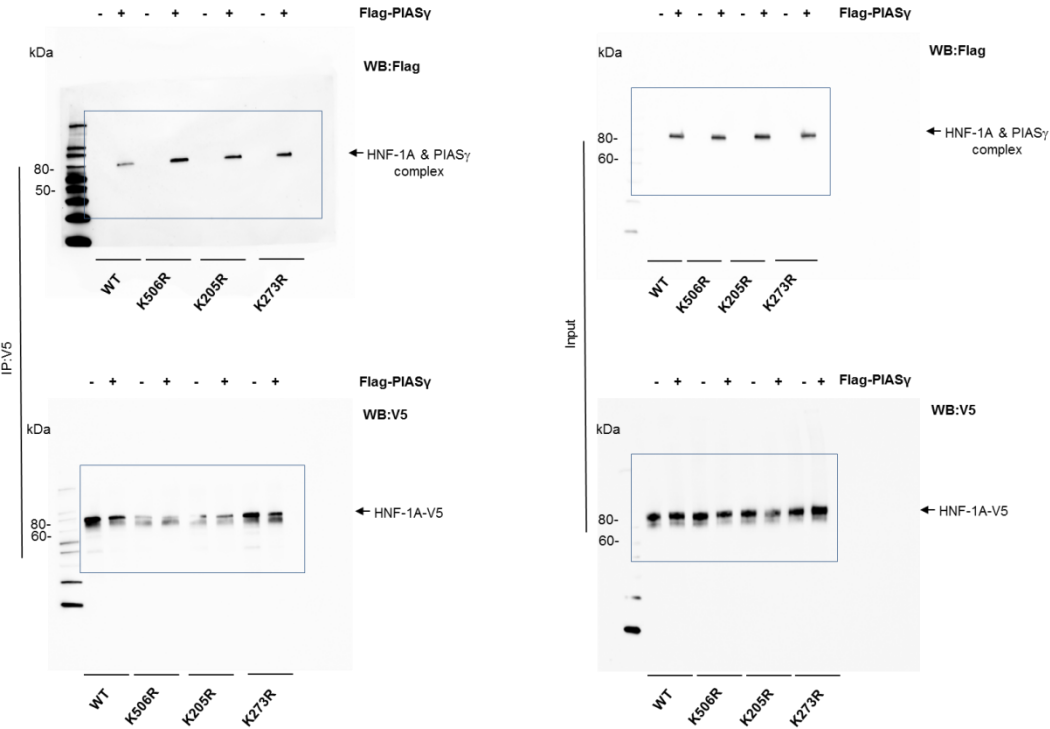 - + - + - + - + Flag-PIASγ
kDa
WB:Flag
80-
50-
HNF-1A & PIASγ
complex
WT K506R K205R K273R
IP:V5
- + - + - + - + Flag-PIASγ
kDa
WB:V5
80-
60-
HNF-1A-V5
WT K506R K205R K273R
- + - + - + - + Flag-PIASγ
kDa
WB:Flag
80-
60-
HNF-1A & PIASγ
complex
WT K506R K205R K273R
Input
- + - + - + - + Flag-PIASγ
kDa
WB:V5
80-
60-
HNF-1A-V5
WT K506R K205R K273R